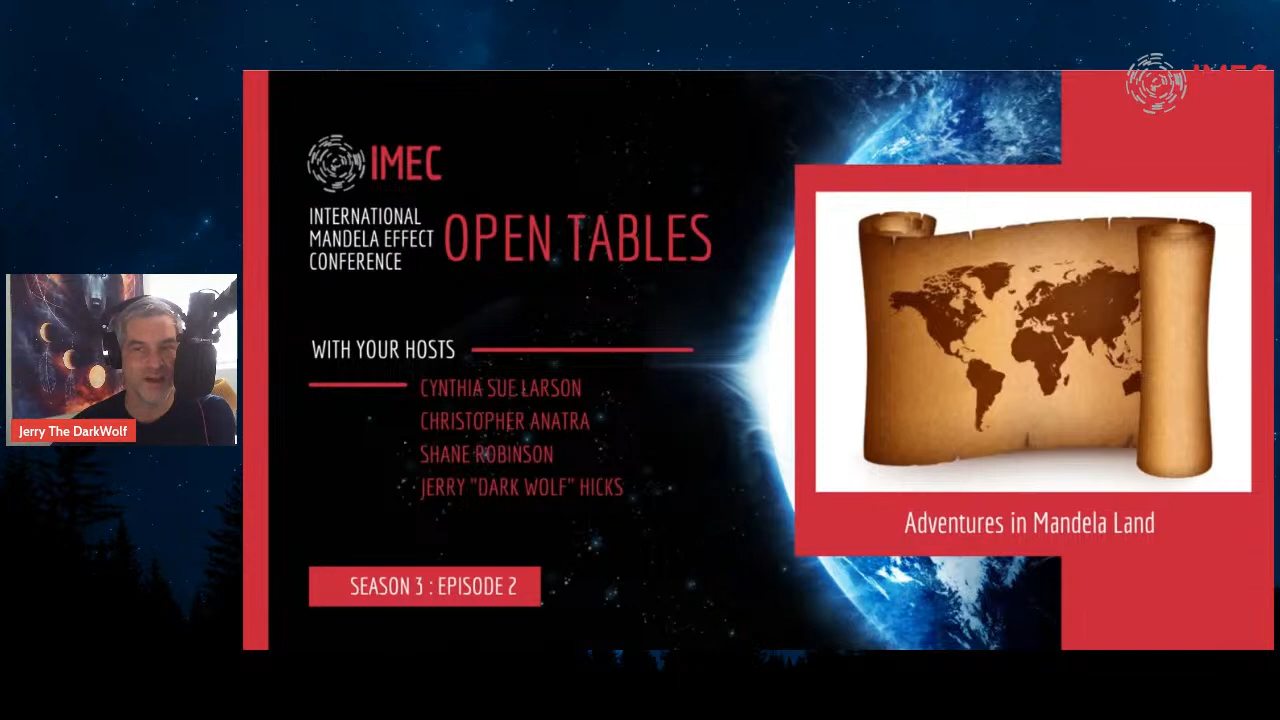 IMEC
IMEC
INTERNATIONAL
MANDELA EFFECT
CONFERENCE
OPEN TABLES
WITH YOUR HOSTS
CYNTHIA SUE LARSON
CHRISTOPHER ANATRA
SHANE ROBINSON
JERRY "DARK WOLF" HICKS
SEASON 3 : EPISODE 2
Adventures in Mandela Land
Jerry The DarkWolf